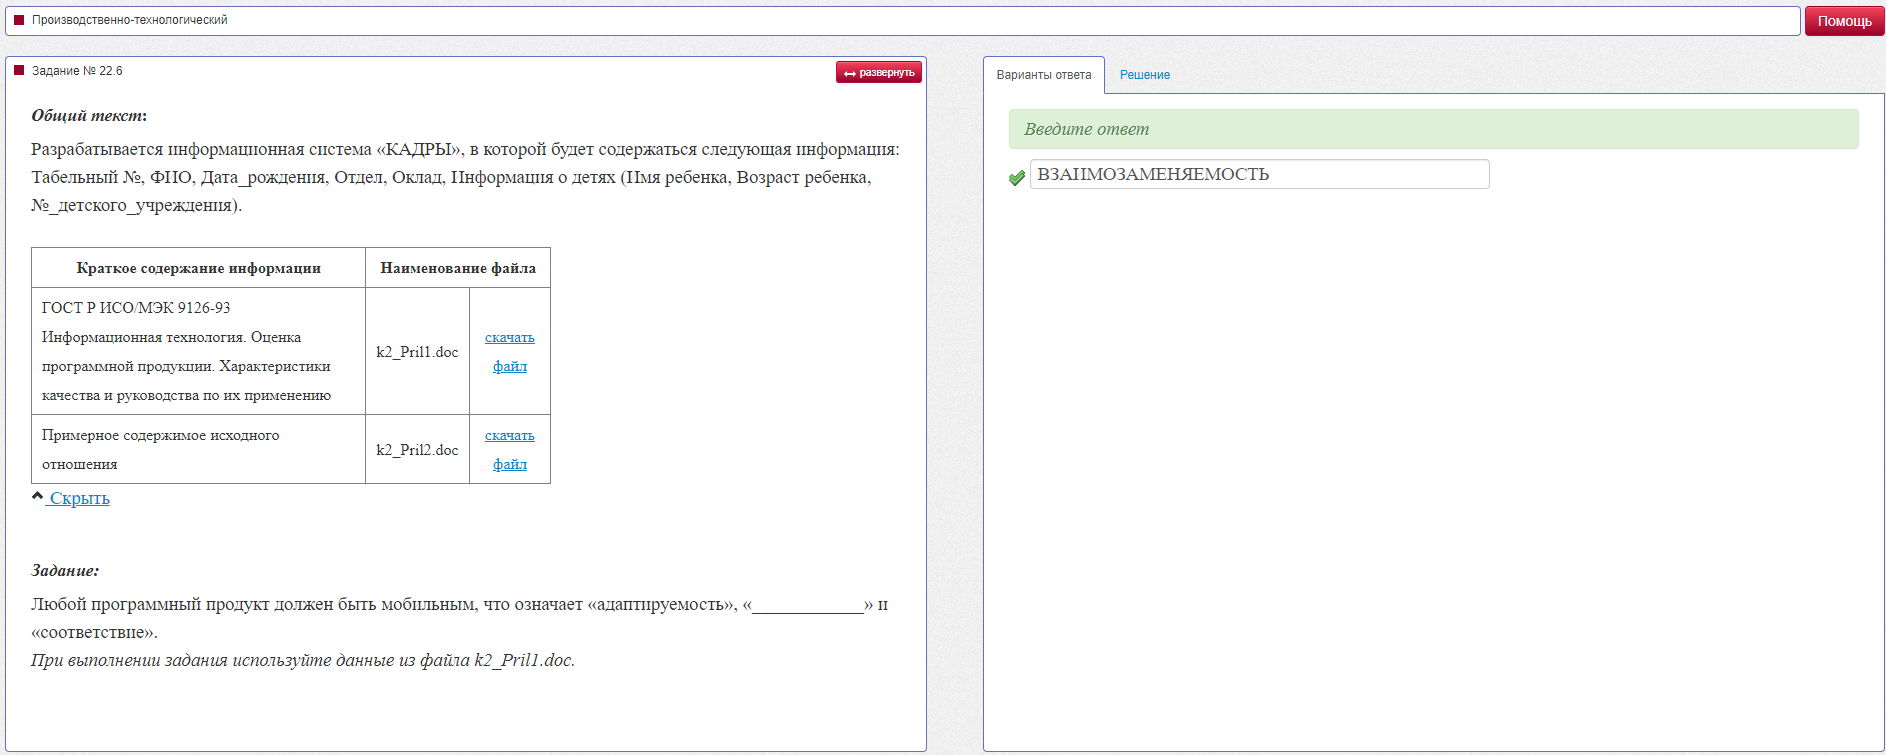 Производственно-технологический
Помощь
Задание № 22.6
развернуть
Общий текст:
Разрабатывается информационная система «КАДРЫ», в которой будет содержаться следующая информация:
Табельный №, ФИО, Дата_рождения, Отдел, Оклад, Информация о детях (Имя ребенка, Возраст ребенка,
№_детского_учреждения).
Краткое содержание информации
Наименование файла
ГОСТ Р ИСО/МЭК 9126-93
Информационная технология. Оценка
программной продукции. Характеристики
качества и руководства по их применению
k2_Pril1.doc
скачать
файл
Примерное содержимое исходного
отношения
k2_Pril2.doc
скачать
файл
Скрыть
Задание:
Любой программный продукт должен быть мобильным, что означает «адаптируемость», «____________» и
«соответствие».
При выполнении задания используйте данные из файла k2_Pril1.doc.
Варианты ответа
Решение
Введите ответ
ВЗАИМОЗАМЕНЯЕМОСТЬ